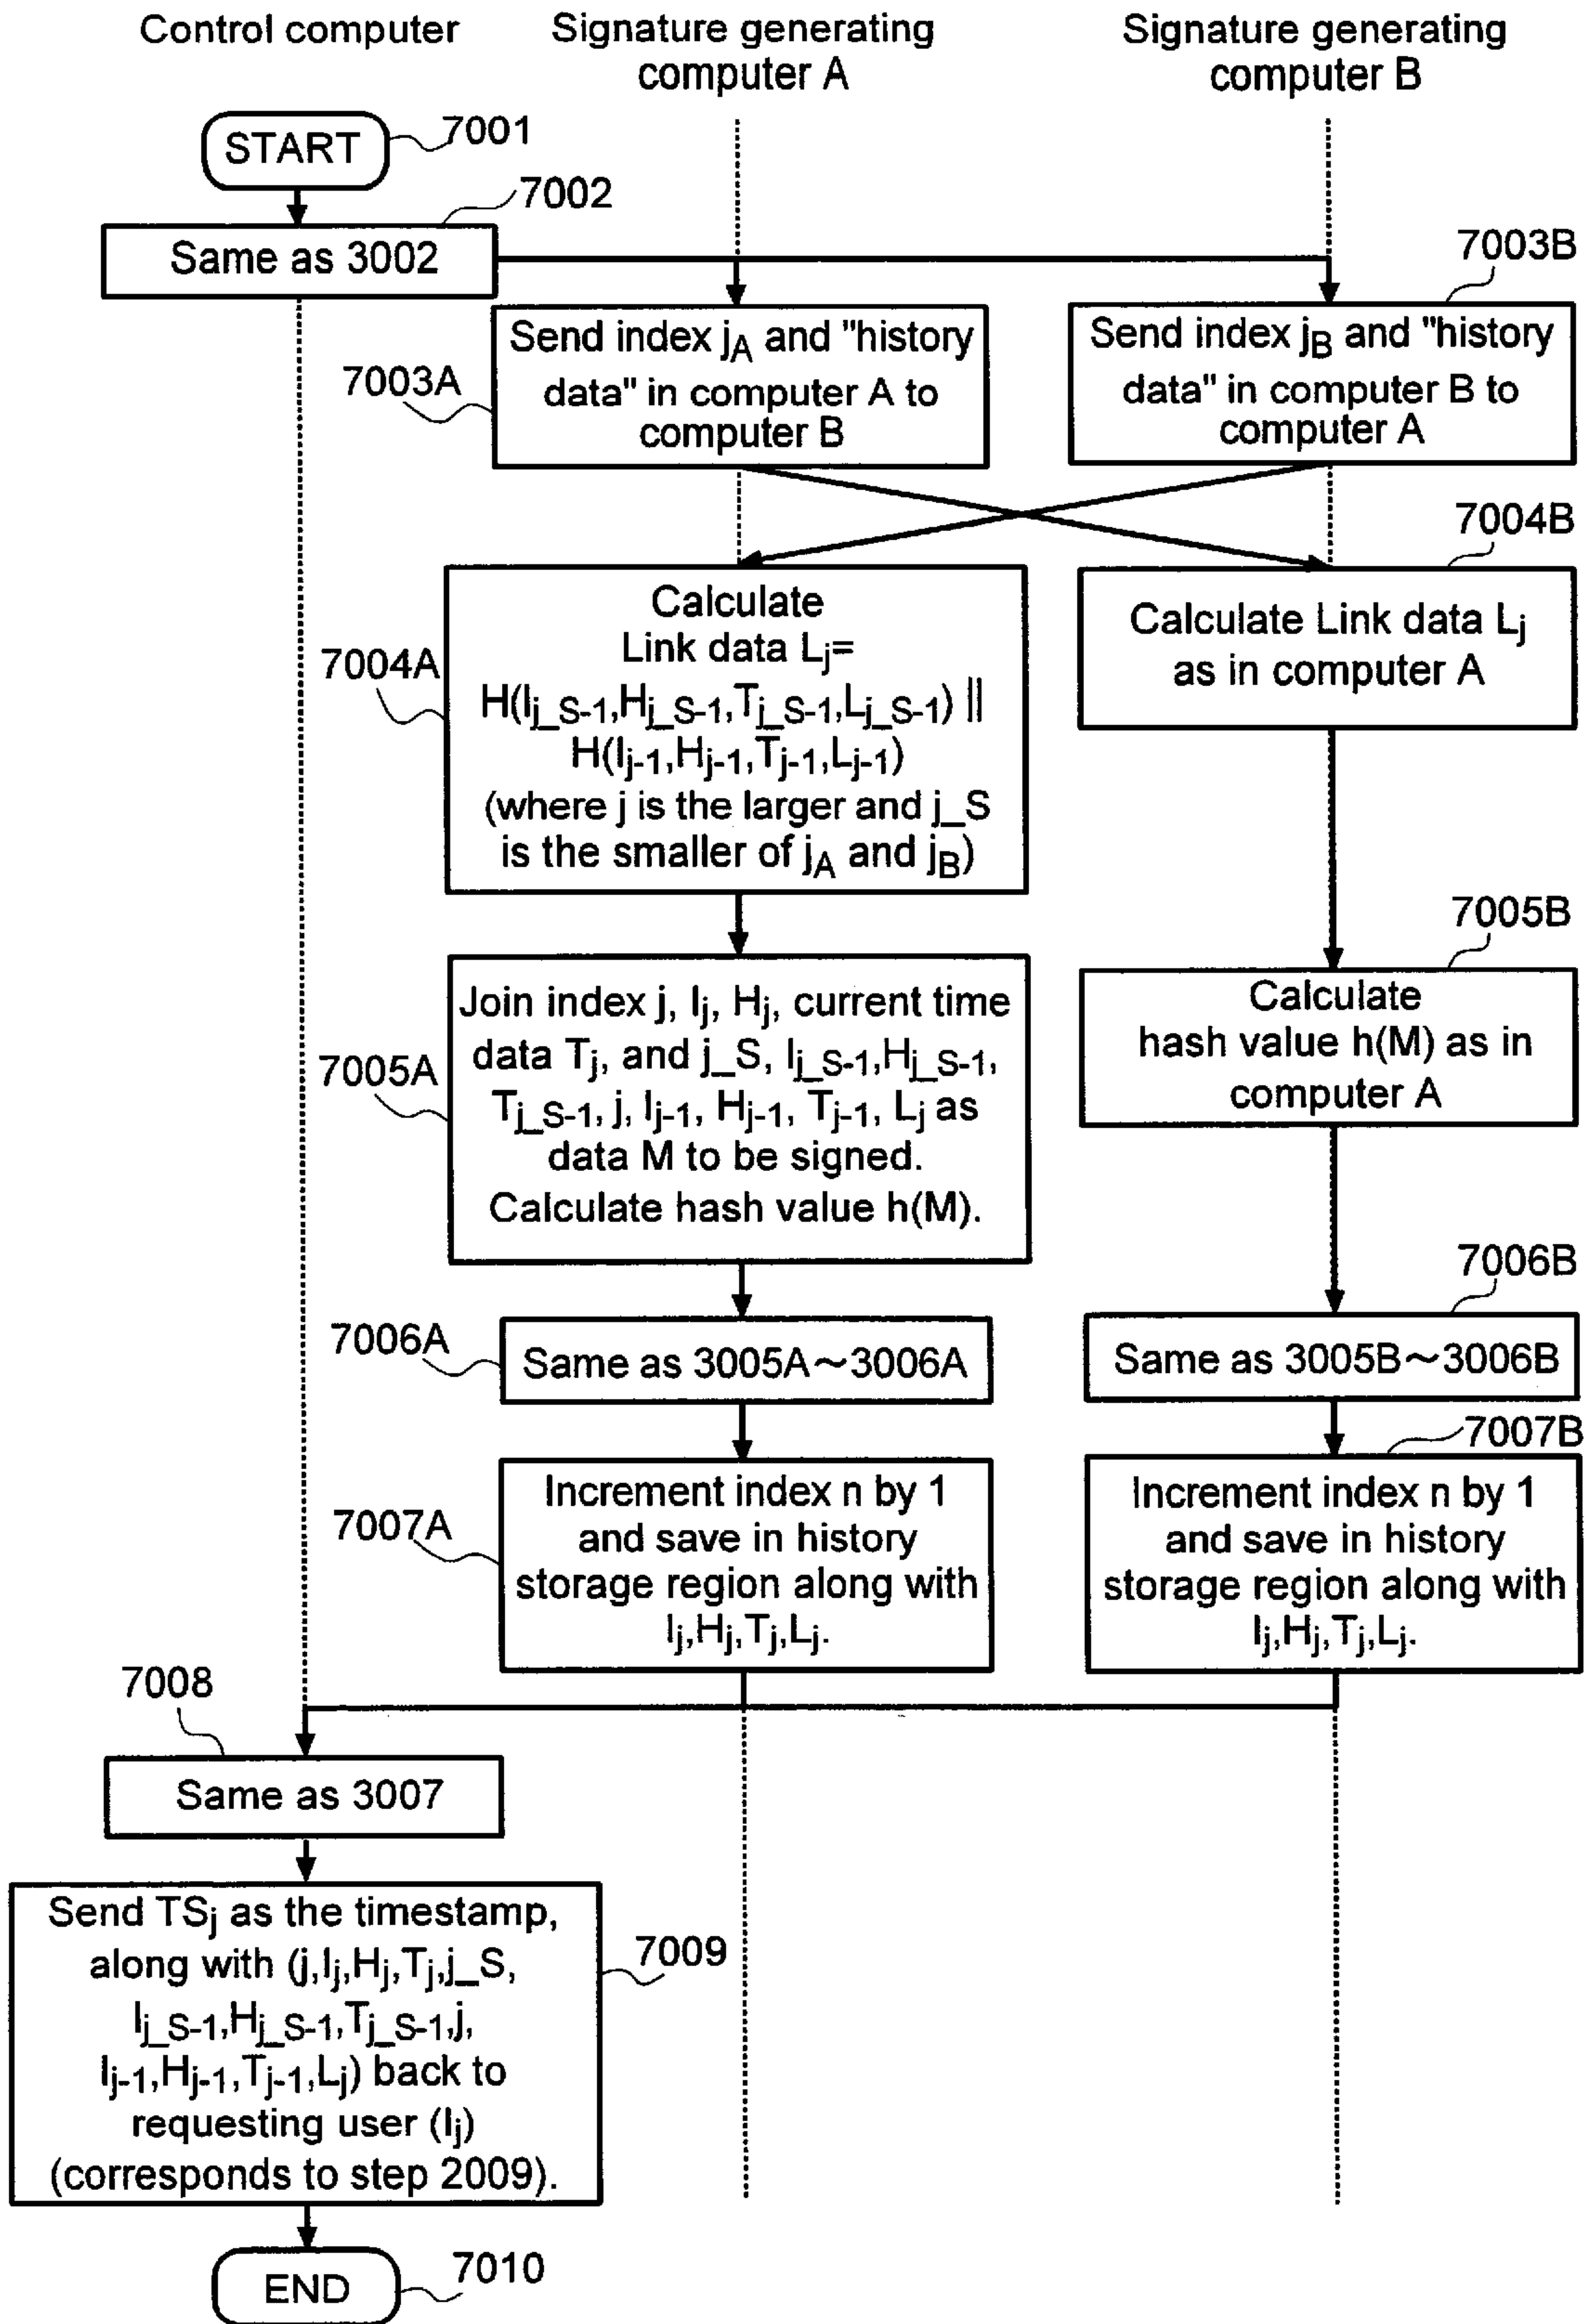 Control computer
Signature generating
computer A
Signature generating
computer B
START
7001
7002
Same as 3002
7003B
Send index jA and "history
data" in computer A to
computer B
7003A
Send index jB and "history
data" in computer B to
computer A
7004B
Calculate
Link data Lj=
H(Ij_S-1,Hj_S-1,Tj_S-1,Lj_S-1) ||
H(Ij-1,Hj-1,Tj-1,Lj-1)
(where j is the larger and j_S
is the smaller of jA and jB)
7004A
Calculate Link data Lj
as in computer A
7005B
Join index j, Ij, Hj, current time
data Tj, and j_S, Ij_S-1,Hj_S-1,
Tj_S-1, j, Ij-1, Hj-1, Tj-1, Lj as
data M to be signed.
Calculate hash value h(M).
7005A
Calculate
hash value h(M) as in
computer A
7006B
7006A
Same as 3005A~3006A
Same as 3005B~3006B
7007B
Increment index n by 1
and save in history
storage region along with
Ij,Hj,Tj,Lj.
7007A
Increment index n by 1
and save in history
storage region along with
Ij,Hj,Tj,Lj.
7008
Same as 3007
Send TSj as the timestamp,
along with (j,Ij,Hj,Tj,j_S,
Ij_S-1,Hj_S-1,Tj_S-1,j,
Ij-1,Hj-1,Tj-1,Lj) back to
requesting user (Ij)
(corresponds to step 2009).
7009
END
7010